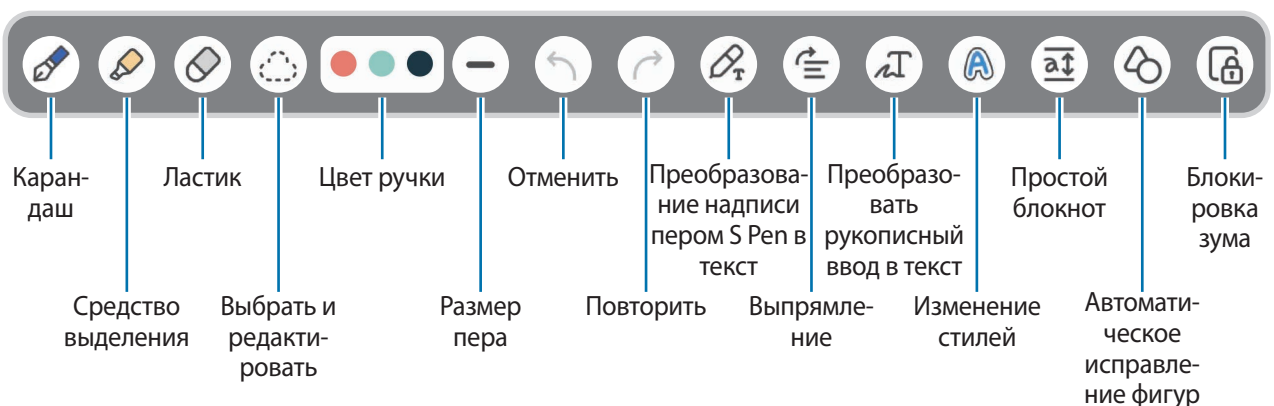 Каран-
даш
Ластик
Цвет ручки
Отменить
Преобразова-
ние надписи
пером S Pen в
текст
Преобразо-
вать
рукописный
ввод в текст
Простой
блокнот
Блоки-
ровка
зума
Средство
выделения
Выбрать и
редакти-
ровать
Размер
пера
Повторить
Выпрямле-
ние
Изменение
стилей
Автомати-
ческое
исправле-
ние фигур